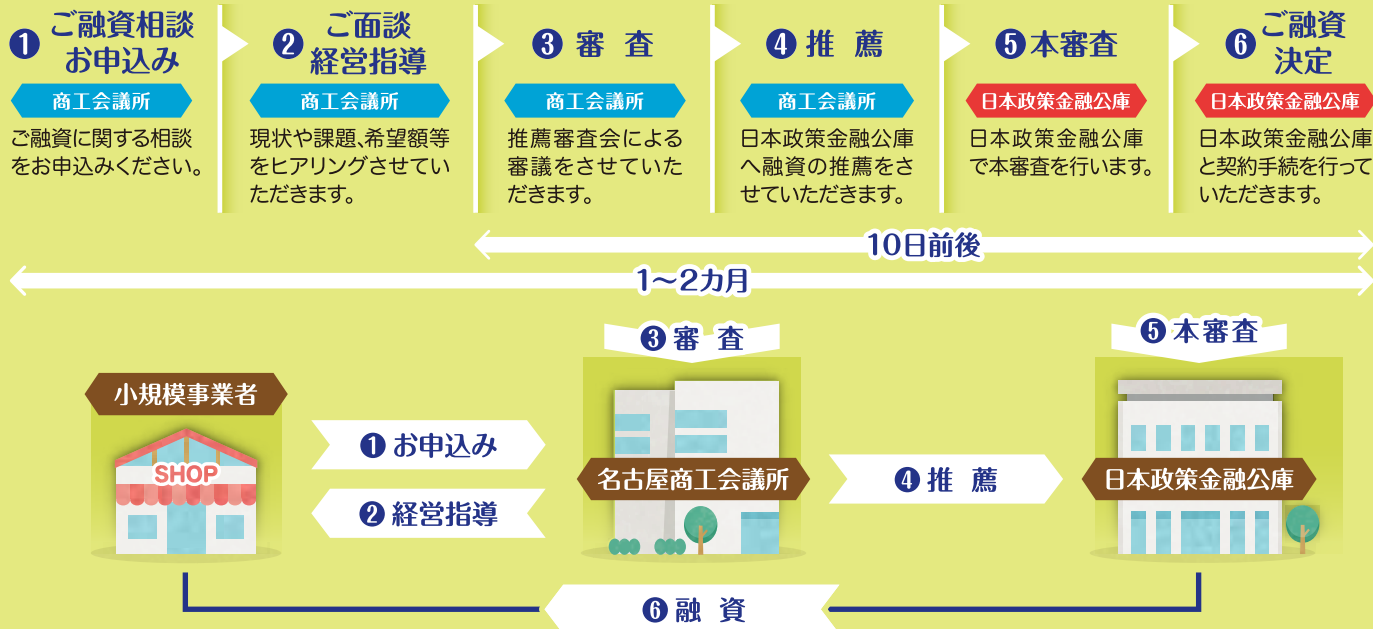 ❶ ご融資相談
お申込み
商工会議所
ご融資に関する相談
をお申込みください。
❷ ご面談
経営指導
商工会議所
現状や課題、希望額等
をヒアリングさせてい
ただきます。
❸ 審 査
商工会議所
推薦審査会による
審議をさせていた
だきます。
❹ 推 薦
商工会議所
日本政策金融公庫
へ融資の推薦をさ
せていただきます。
❺ 本審査
日本政策金融公庫
日本政策金融公庫
で本審査を行います。
❻ ご融資
決定
日本政策金融公庫
日本政策金融公庫
と契約手続を行って
いただきます。
10日前後
1〜2カ月
小規模事業者
SHOP
❶ お申込み
❷ 経営指導
❸ 審 査
名古屋商工会議所
❹ 推 薦
❺ 本審査
日本政策金融公庫
❻ 融 資